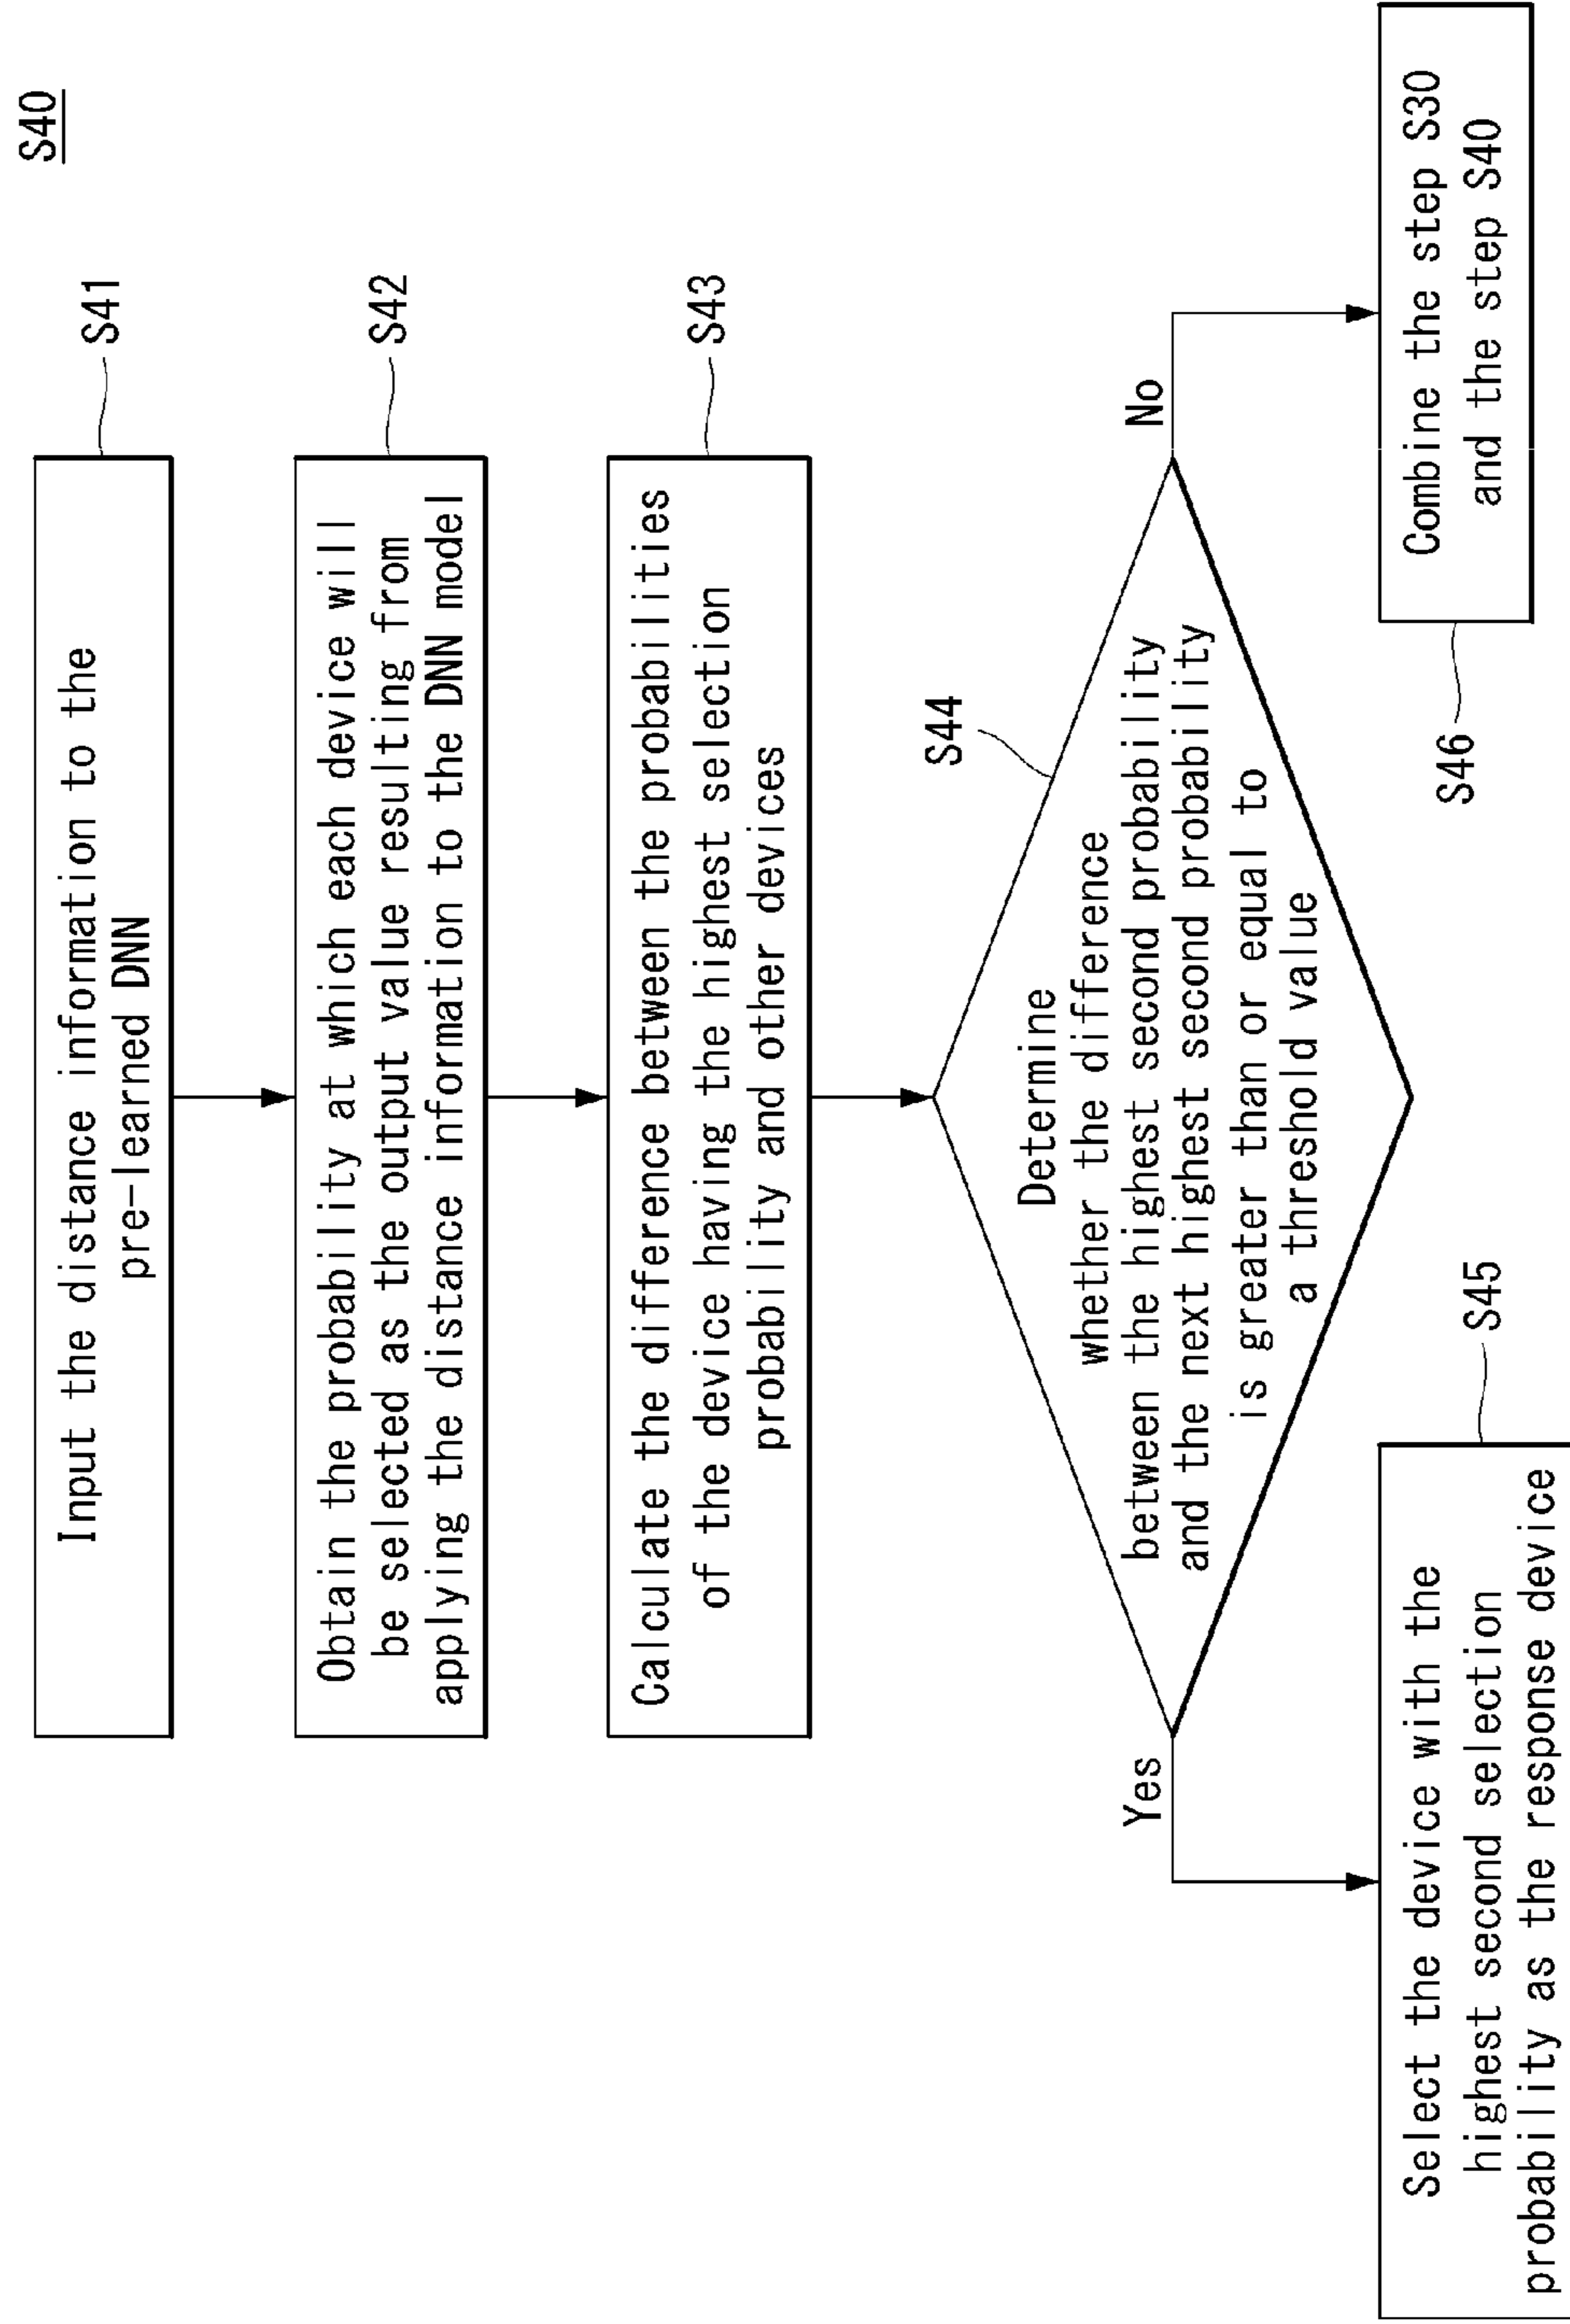 S40
Input the distance information to the
pre-learned DNN
S41
Obtain the probability at which each device will
be selected as the output value resulting from
applying the distance information to the DNN model
S42
Calculate the difference between the probabilities
of the device having the highest selection
probability and other devices
S43
S44
Determine
whether the difference
between the highest second probability
and the next highest second probability
is greater than or equal to
a threshold value
Yes
No
Select the device with the
highest second selection
probability as the response device
S45
Combine the step S30
and the step S40
S46